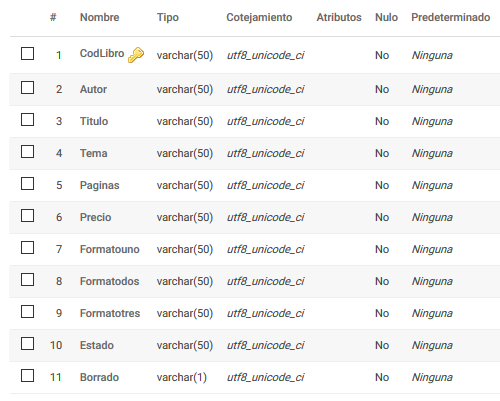 # Nombre Tipo Cotejamiento Atributos Nulo Predeterminado
1 CodLibro varchar(50) utf8_unicode_ci No Ninguna
2 Autor varchar(50) utf8_unicode_ci No Ninguna
3 Titulo varchar(50) utf8_unicode_ci No Ninguna
4 Tema varchar(50) utf8_unicode_ci No Ninguna
5 Paginas varchar(50) utf8_unicode_ci No Ninguna
6 Precio varchar(50) utf8_unicode_ci No Ninguna
7 Formatouno varchar(50) utf8_unicode_ci No Ninguna
8 Formatodos varchar(50) utf8_unicode_ci No Ninguna
9 Formatotres varchar(50) utf8_unicode_ci No Ninguna
10 Estado varchar(50) utf8_unicode_ci No Ninguna
11 Borrado varchar(1) utf8_unicode_ci No Ninguna